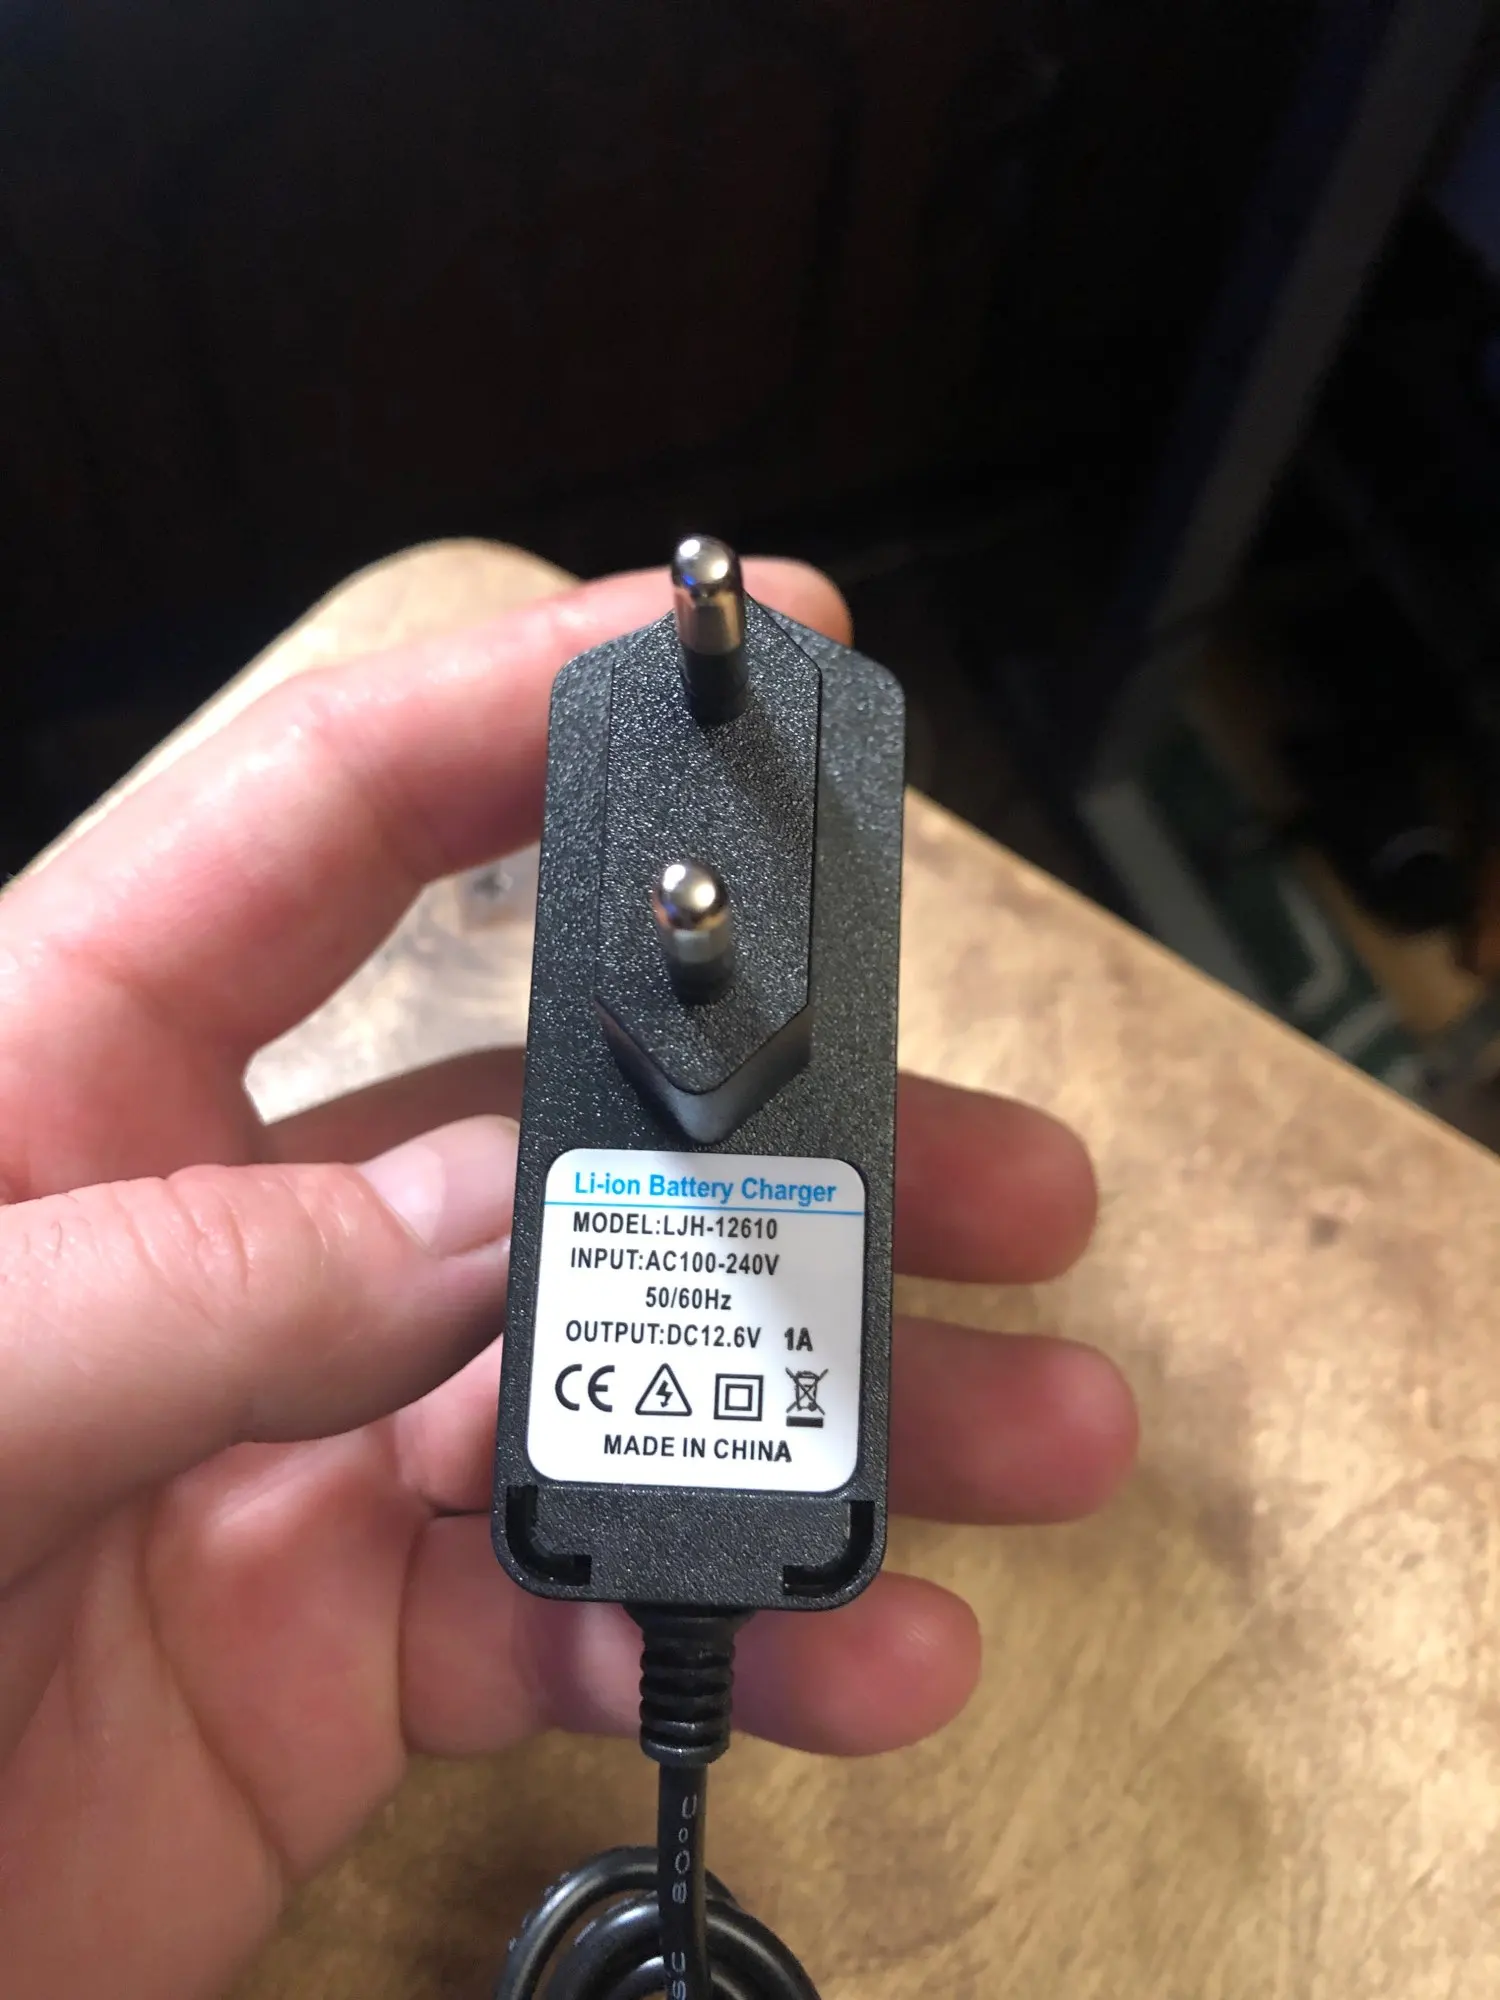 Li-ion Battery Charger
MODEL:LJH-12610
INPUT:AC100-240V
50/60Hz
OUTPUT:DC12.6V 1A
CE
MADE IN CHINA
80°C